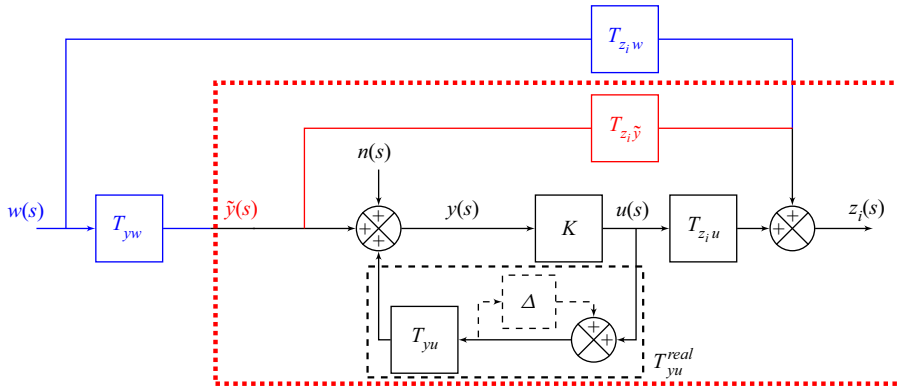 T_{z_i w}
T_{z_i ỹ}
n(s)
w(s)
T_{yw}
ỹ(s)
+
+
+
y(s)
K
u(s)
T_{z_i u}
+
+
z_i(s)
Δ
T_{yu}
+
+
T_{yu}^{real}